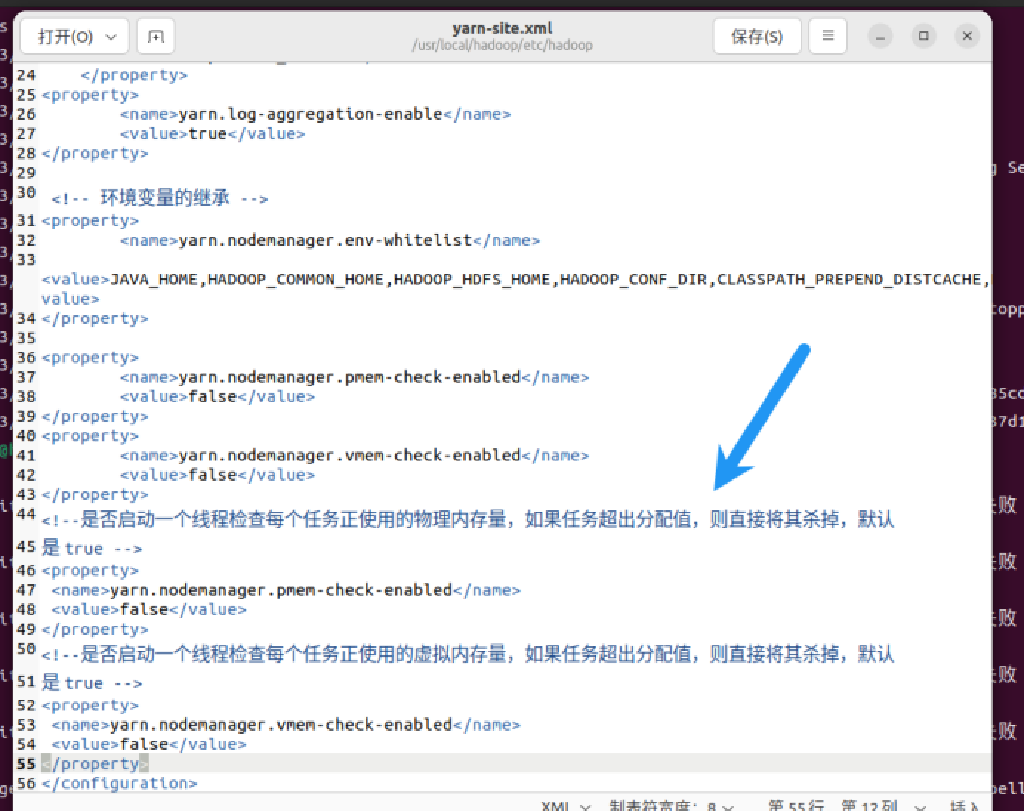 打开(O)
yarn-site.xml
/usr/local/hadoop/etc/hadoop
保存(S)
24 </property>
25 <property>
26 <name>yarn.log-aggregation-enable</name>
27 <value>true</value>
28 </property>
29
30 <!-- 环境变量的继承 -->
31 <property>
32 <name>yarn.nodemanager.env-whitelist</name>
33
<value>JAVA_HOME,HADOOP_COMMON_HOME,HADOOP_HDFS_HOME,HADOOP_CONF_DIR,CLASSPATH_PREPEND_DISTCACHE,
value>
34 </property>
35
36 <property>
37 <name>yarn.nodemanager.pmem-check-enabled</name>
38 <value>false</value>
39 </property>
40 <property>
41 <name>yarn.nodemanager.vmem-check-enabled</name>
42 <value>false</value>
43 </property>
44 <!--是否启动一个线程检查每个任务正使用的物理内存量，如果任务超出分配值，则直接将其杀掉，默认
45 是 true -->
46 <property>
47 <name>yarn.nodemanager.pmem-check-enabled</name>
48 <value>false</value>
49 </property>
50 <!--是否启动一个线程检查每个任务正使用的虚拟内存量，如果任务超出分配值，则直接将其杀掉，默认
51 是 true -->
52 <property>
53 <name>yarn.nodemanager.vmem-check-enabled</name>
54 <value>false</value>
55 </property>
56 </configuration>
XML 制表符宽度：8 第 55 行，第 12 列